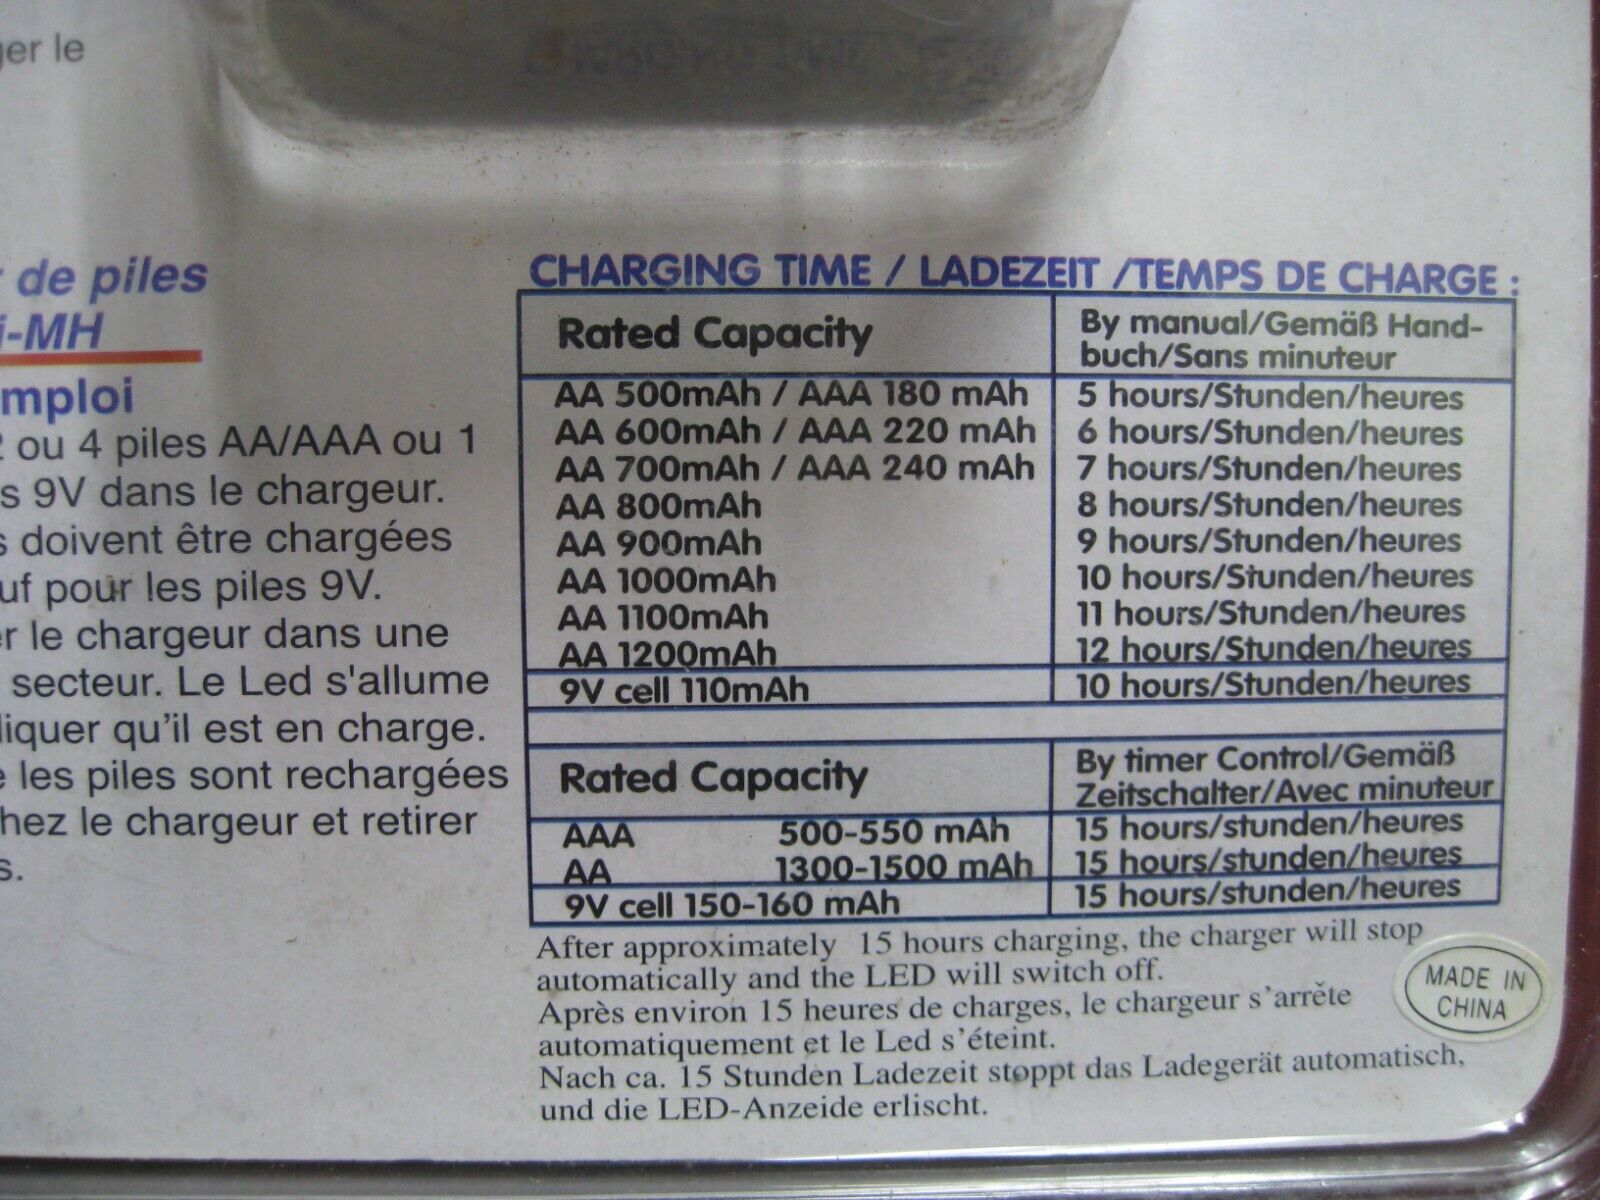 ger le
r de piles
i-MH
mploi
2 ou 4 piles AA/AAA ou 1
s 9V dans le chargeur.
s doivent être chargées
uf pour les piles 9V.
er le chargeur dans une
secteur. Le Led s'allume
liquer qu'il est en charge.
e les piles sont rechargées
hez le chargeur et retirer
s.
CHARGING TIME / LADEZEIT /TEMPS DE CHARGE :
Rated Capacity
By manual/Gemäß Hand-
buch/Sans minuteur
AA 500mAh / AAA 180 mAh 5 hours/Stunden/heures
AA 600mAh / AAA 220 mAh 6 hours/Stunden/heures
AA 700mAh / AAA 240 mAh 7 hours/Stunden/heures
AA 800mAh 8 hours/Stunden/heures
AA 900mAh 9 hours/Stunden/heures
AA 1000mAh 10 hours/Stunden/heures
AA 1100mAh 11 hours/Stunden/heures
AA 1200mAh 12 hours/Stunden/heures
9V cell 110mAh 10 hours/Stunden/heures
Rated Capacity
By timer Control/Gemäß
Zeitschalter/Avec minuteur
AAA 500-550 mAh 15 hours/stunden/heures
AA 1300-1500 mAh 15 hours/stunden/heures
9V cell 150-160 mAh 15 hours/stunden/heures
After approximately 15 hours charging, the charger will stop
automatically and the LED will switch off.
Après environ 15 heures de charges, le chargeur s'arrěte
automatiquement et le Led s'éteint.
Nach ca. 15 Stunden Ladezeit stoppt das Ladegerät automatisch,
und die LED-Anzeide erlischt.
MADE IN
CHINA